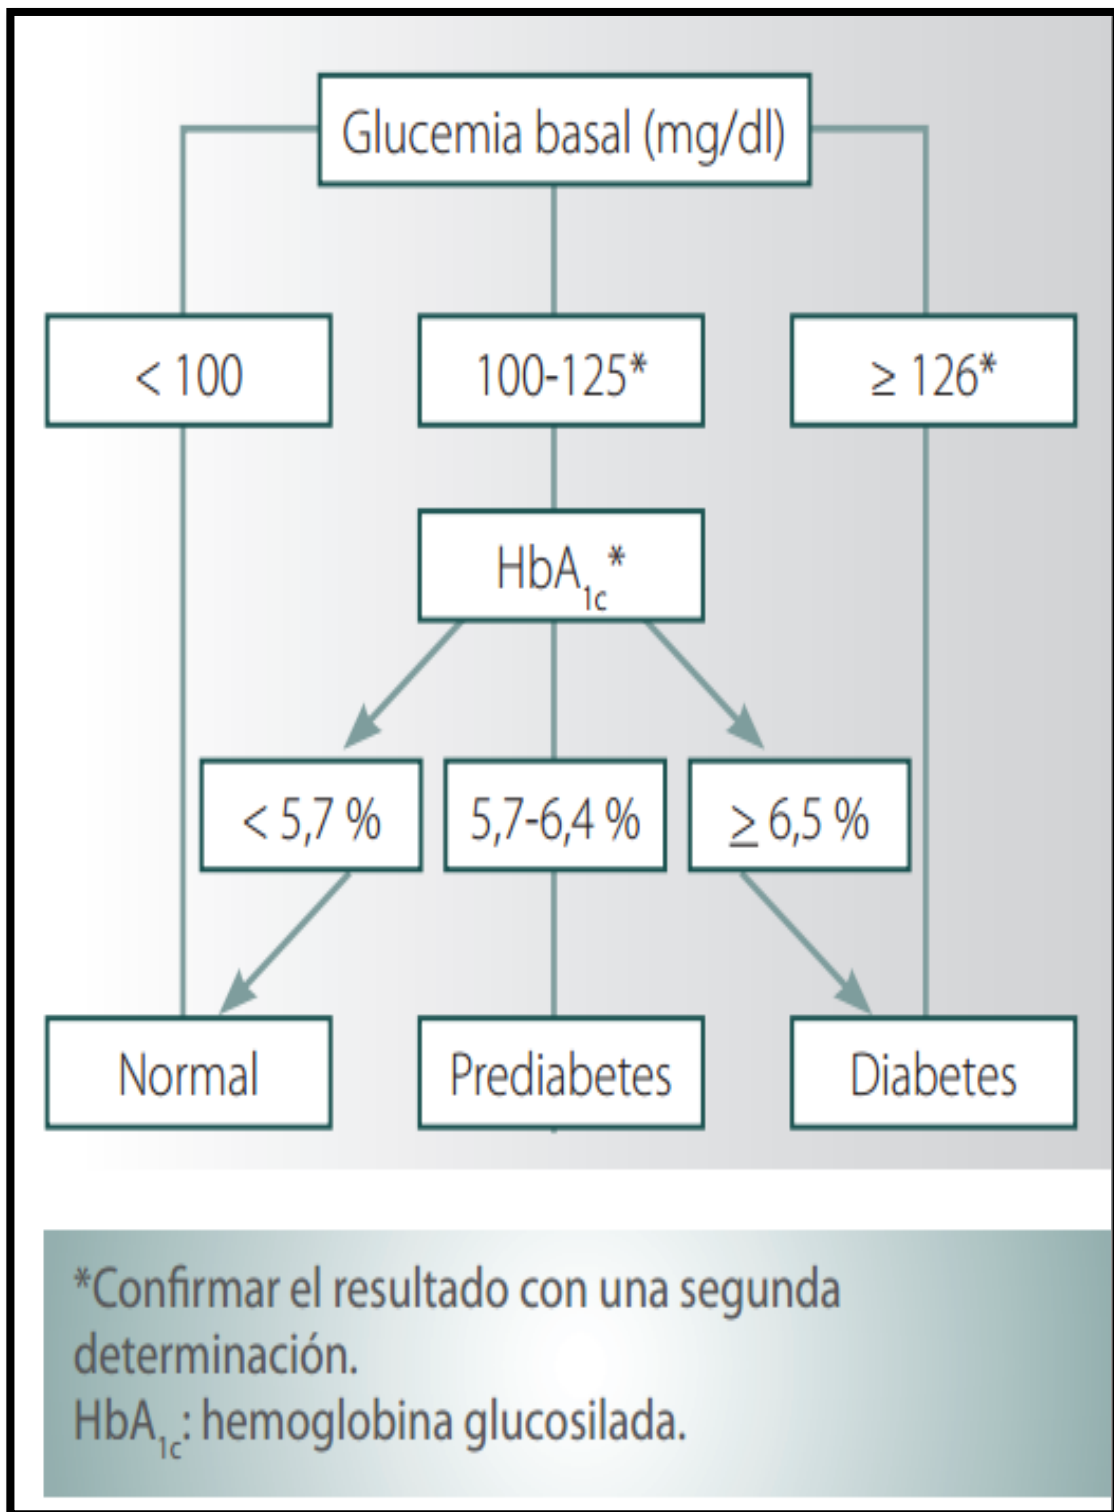 Glucemia basal (mg/dl)
< 100
100-125*
≥ 126*
HbA1c*
< 5,7 %
5,7-6,4 %
≥ 6,5 %
Normal
Prediabetes
Diabetes
*Confirmar el resultado con una segunda
determinación.
HbA1c: hemoglobina glucosilada.